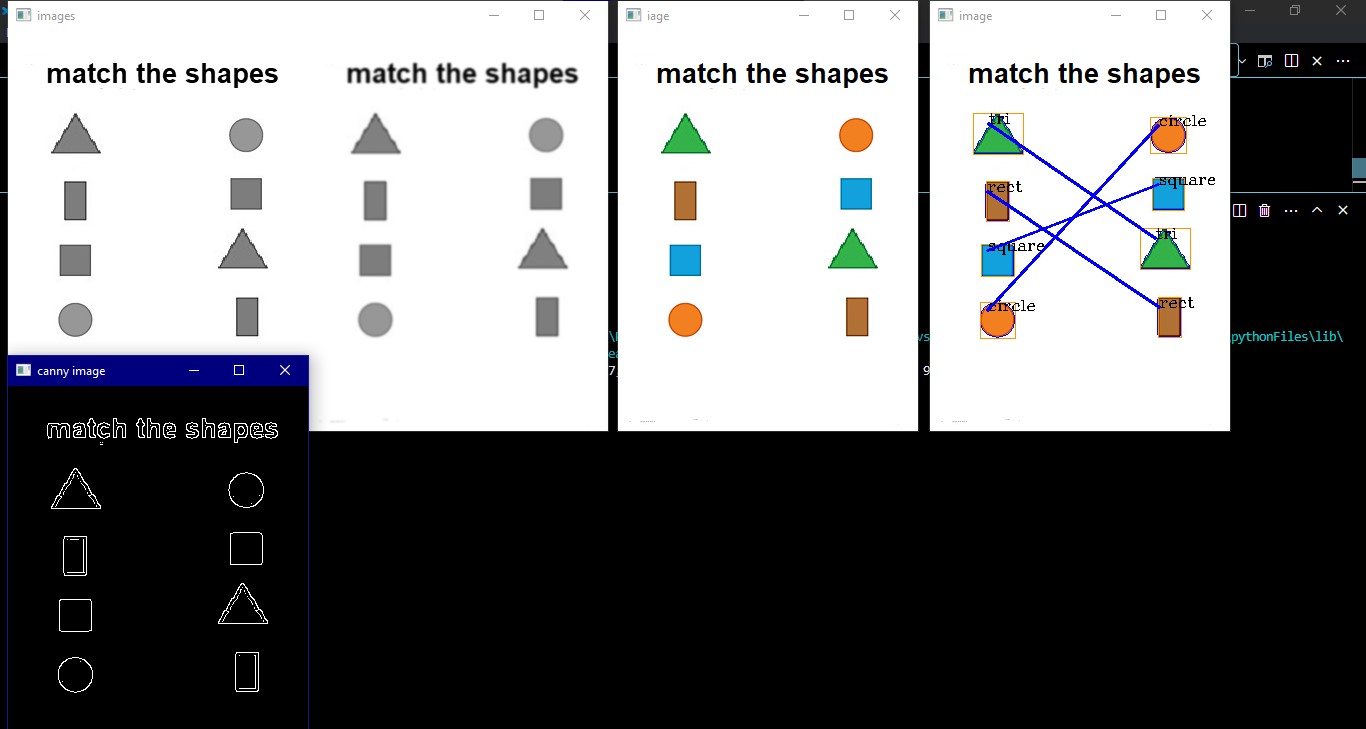 images
iage
image
match the shapes
match the shapes
match the shapes
match the shapes
tri
circle
rect
square
square
tri
circle
rect
pythonFiles\lib\
canny image
match the shapes